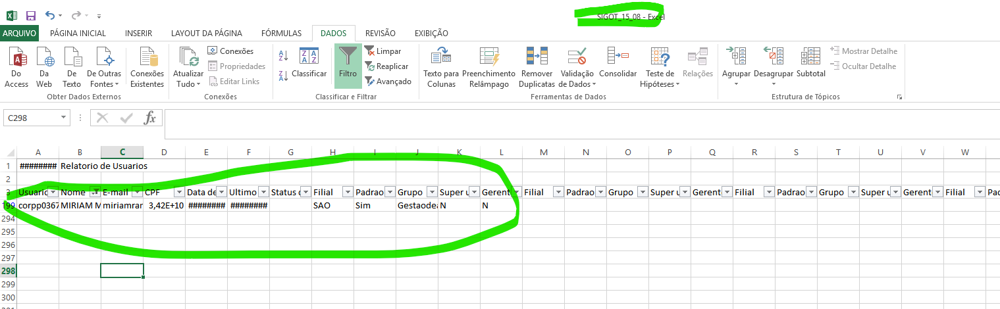 SIGOT_15_08 - Excel
ARQUIVO PÁGINA INICIAL INSERIR LAYOUT DA PÁGINA FÓRMULAS DADOS REVISÃO EXIBIÇÃO
Do Access
Da Web
De Texto
De Outras Fontes
Conexões Existentes
Obter Dados Externos
Atualizar Tudo
Conexões
Propriedades
Editar Links
Conexões
Classificar
Filtro
Limpar
Reaplicar
Avançado
Classificar e Filtrar
Texto para Colunas
Preenchimento Relâmpago
Remover Duplicatas
Validação de Dados
Consolidar
Teste de Hipóteses
Relações
Ferramentas de Dados
Agrupar
Desagrupar
Subtotal
Mostrar Detalhe
Ocultar Detalhe
Estrutura de Tópicos
C298 fx
A B C D E F G H I J K L M N O P Q R S T U V W
1 ######## Relatorio de Usuarios
2
3 Usuario Nome E-mail CPF Data de Ultimo Status Filial Padrao Grupo Super u Gerent Filial Padrao Grupo Super u Gerent Filial Padrao Grupo Super u Gerent Filial Pad
199 corpp0367 MIRIAM M miriamrar 3,42E+10 ######## ######## SAO Sim Gestaodea N N
294
295
296
297
298
299
300